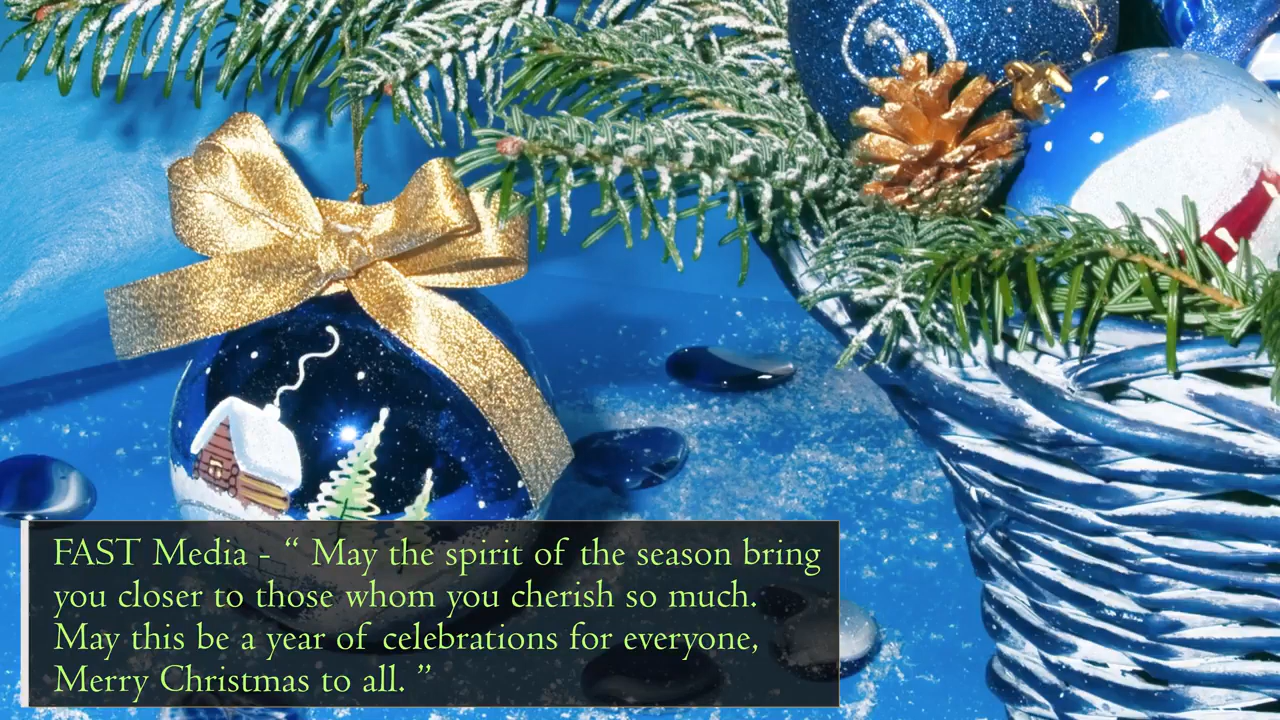 FAST Media - “ May the spirit of the season bring
you closer to those whom you cherish so much.
May this be a year of celebrations for everyone,
Merry Christmas to all. ”